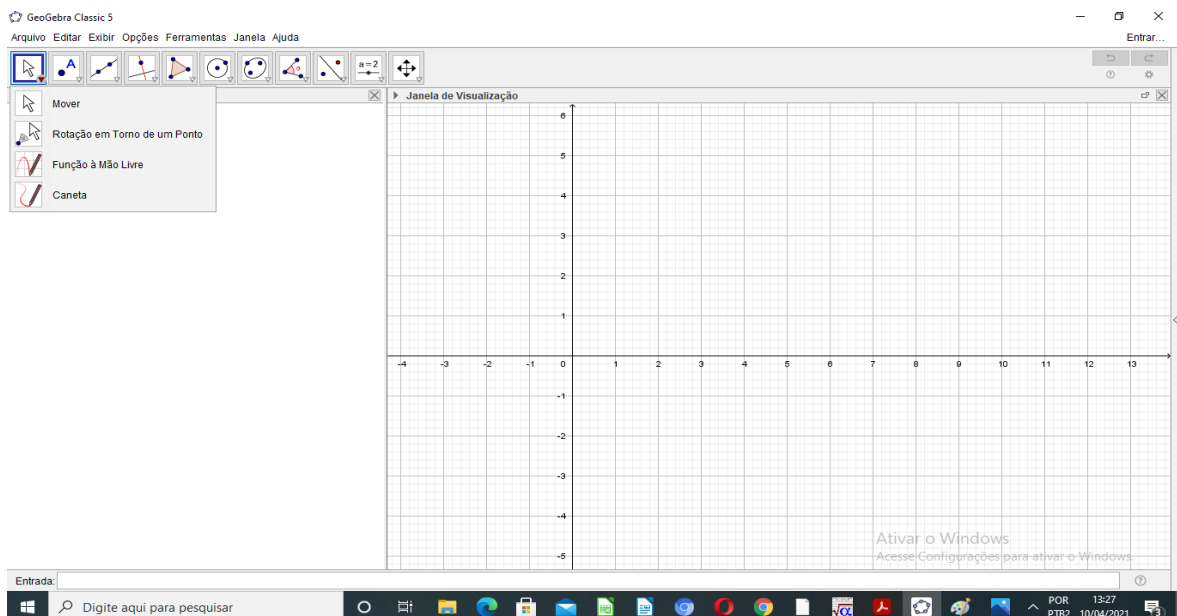 GeoGebra Classic 5
Arquivo Editar Exibir Opções Ferramentas Janela Ajuda
Entrar...
A
α
a = 2
Mover
Rotação em Torno de um Ponto
Função à Mão Livre
Caneta
Janela de Visualização
6
5
4
3
2
1
-4 -3 -2 -1 0 1 2 3 4 5 6 7 8 9 10 11 12 13
-1
-2
-3
-4
-5
Ativar o Windows
Acesse Configurações para ativar o Windows.
Entrada:
Digite aqui para pesquisar
√α
POR
PTB2
13:27
10/04/2021
3